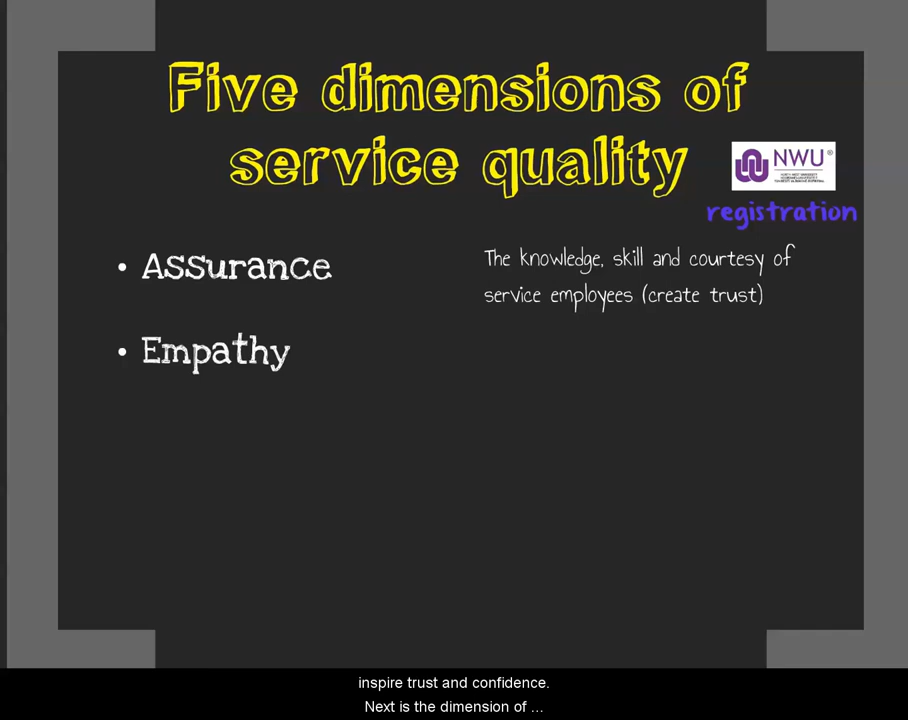 Five dimensions of
service quality
NWU®
registration
• Assurance
The knowledge, skill and courtesy of
service employees (create trust)
• Empathy
inspire trust and confidence.
Next is the dimension of ...